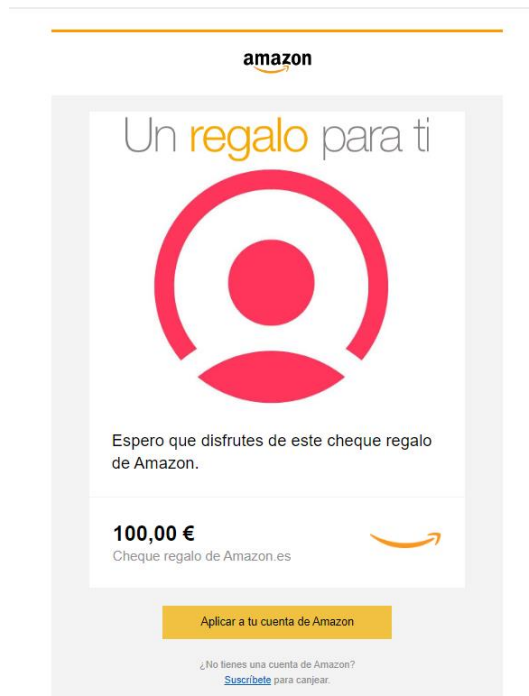 amazon
Un regalo para ti
Espero que disfrutes de este cheque regalo
de Amazon.
100,00 €
Cheque regalo de Amazon.es
Aplicar a tu cuenta de Amazon
¿No tienes una cuenta de Amazon?
Suscríbete para canjear.